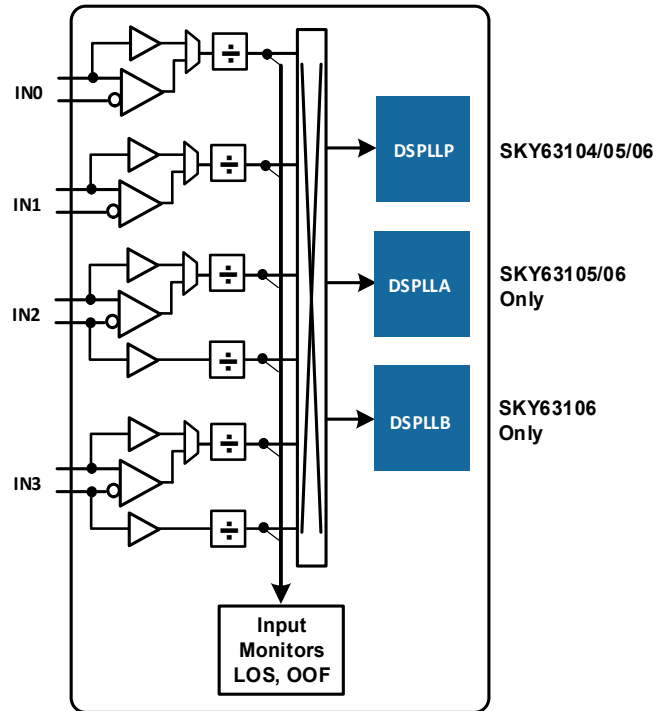 IN0
IN1
IN2
IN3
÷
÷
÷
÷
÷
÷
DSPLLP
SKY63104/05/06
DSPLLA
SKY63105/06
Only
DSPLLB
SKY63106
Only
Input
Monitors
LOS, OOF